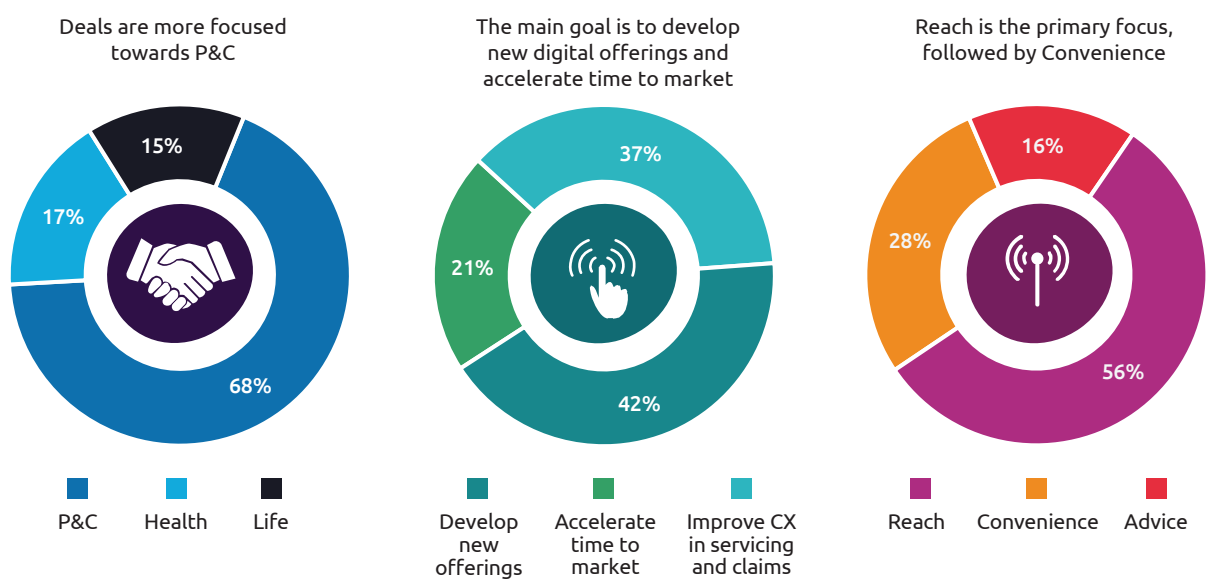 Deals are more focused
towards P&C
15%
17%
68%
P&C
Health
Life
The main goal is to develop
new digital offerings and
accelerate time to market
37%
21%
42%
Develop
new
offerings
Accelerate
time to
market
Improve CX
in servicing
and claims
Reach is the primary focus,
followed by Convenience
16%
28%
56%
Reach
Convenience
Advice